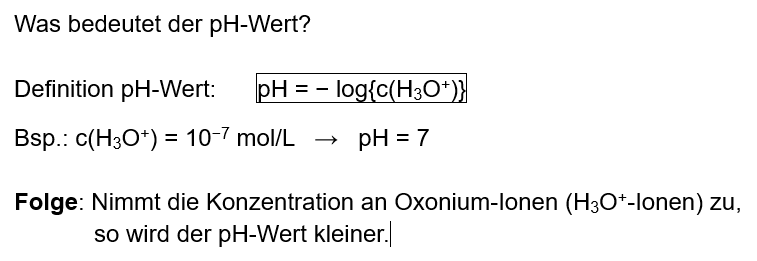 Was bedeutet der pH-Wert?
Definition pH-Wert: pH = − log{c(H₃O⁺)}
Bsp.: c(H₃O⁺) = 10⁻⁷ mol/L → pH = 7
Folge: Nimmt die Konzentration an Oxonium-Ionen (H₃O⁺-Ionen) zu,
so wird der pH-Wert kleiner.